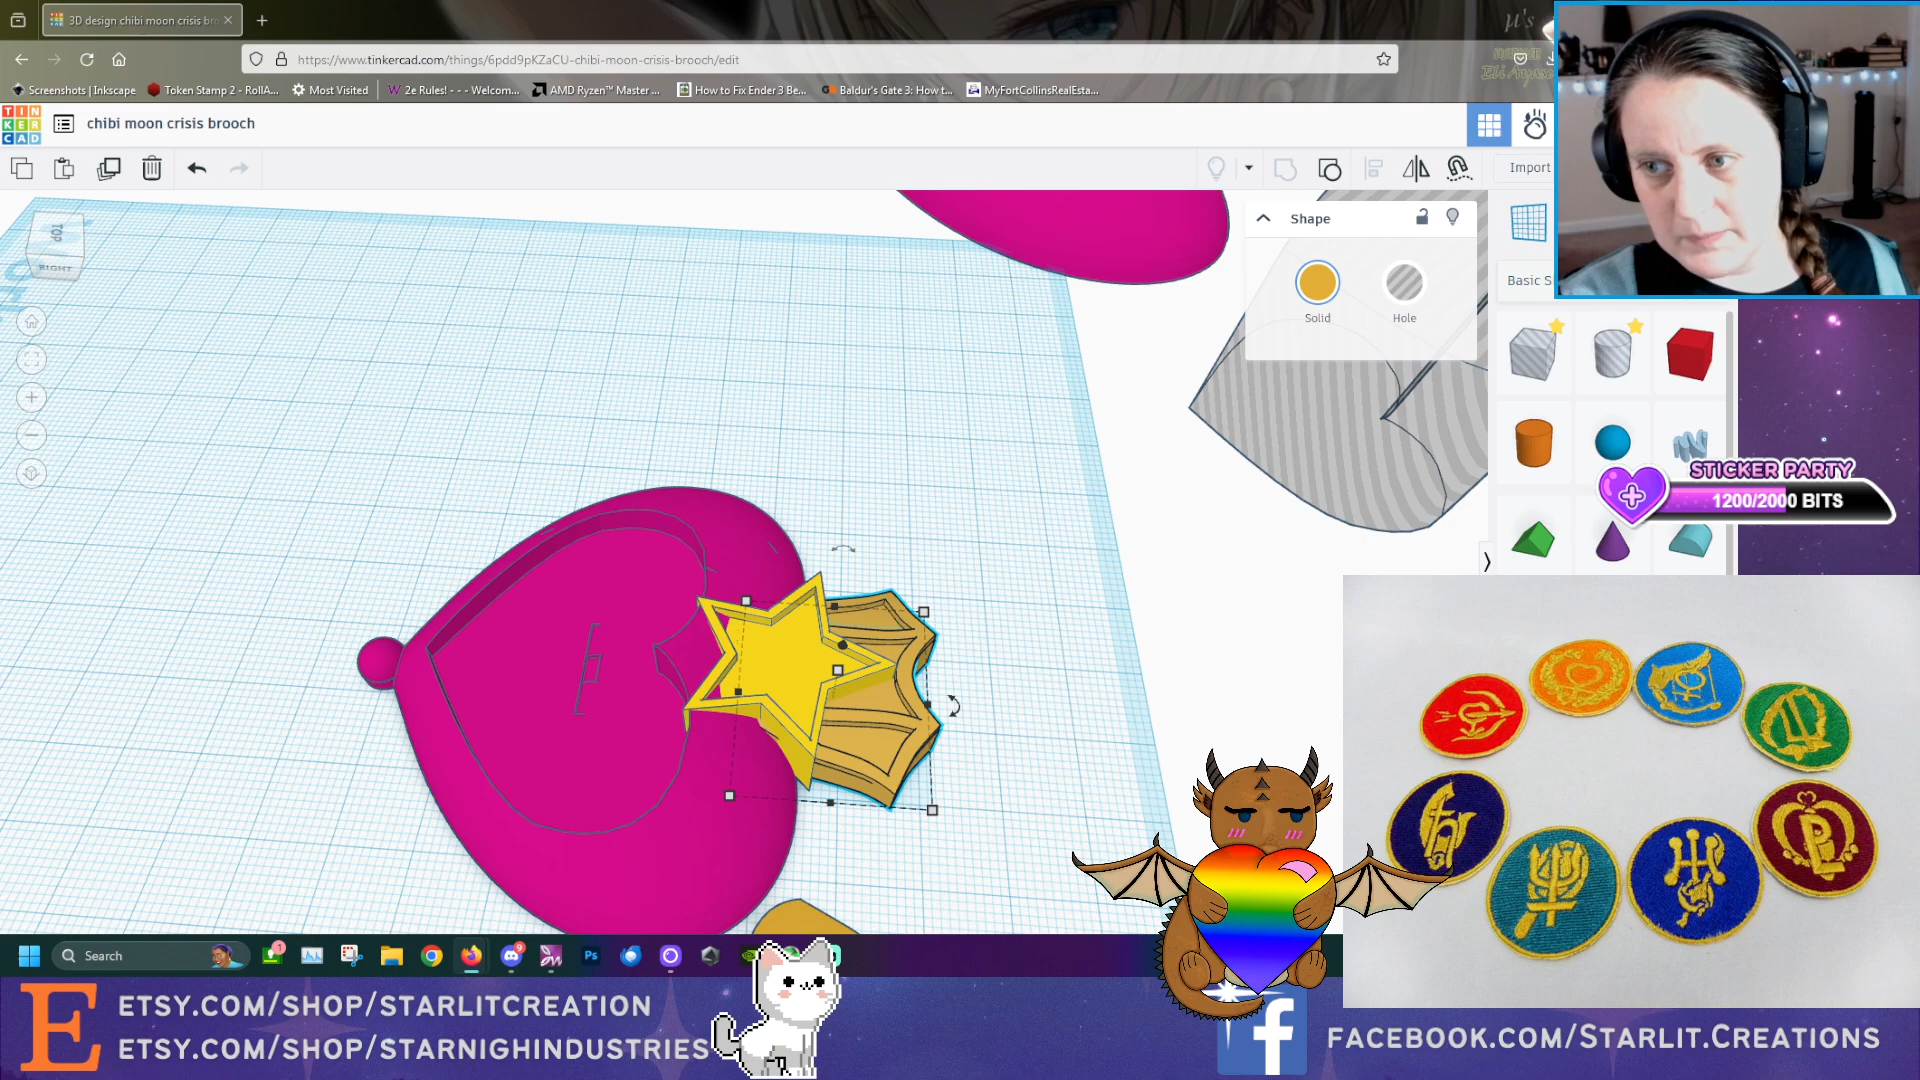 3D design chibi moon crisis bro
https://www.tinkercad.com/things/6pdd9pKZaCU-chibi-moon-crisis-brooch/edit
Screenshots | Inkscape
Token Stamp 2 - RollA...
Most Visited
2e Rules! - - - Welcom...
AMD Ryzen™ Master ...
How to Fix Ender 3 Be...
Baldur's Gate 3: How t...
MyFortCollinsRealEsta...
μ's
TIN
KER
CAD
chibi moon crisis brooch
Import
Shape
Solid
Hole
TOP
RIGHT
Basic S
STICKER PARTY
1200/2000 BITS
Search
ETSY.COM/SHOP/STARLITCREATION
ETSY.COM/SHOP/STARNIGHINDUSTRIES
FACEBOOK.COM/STARLIT.CREATIONS